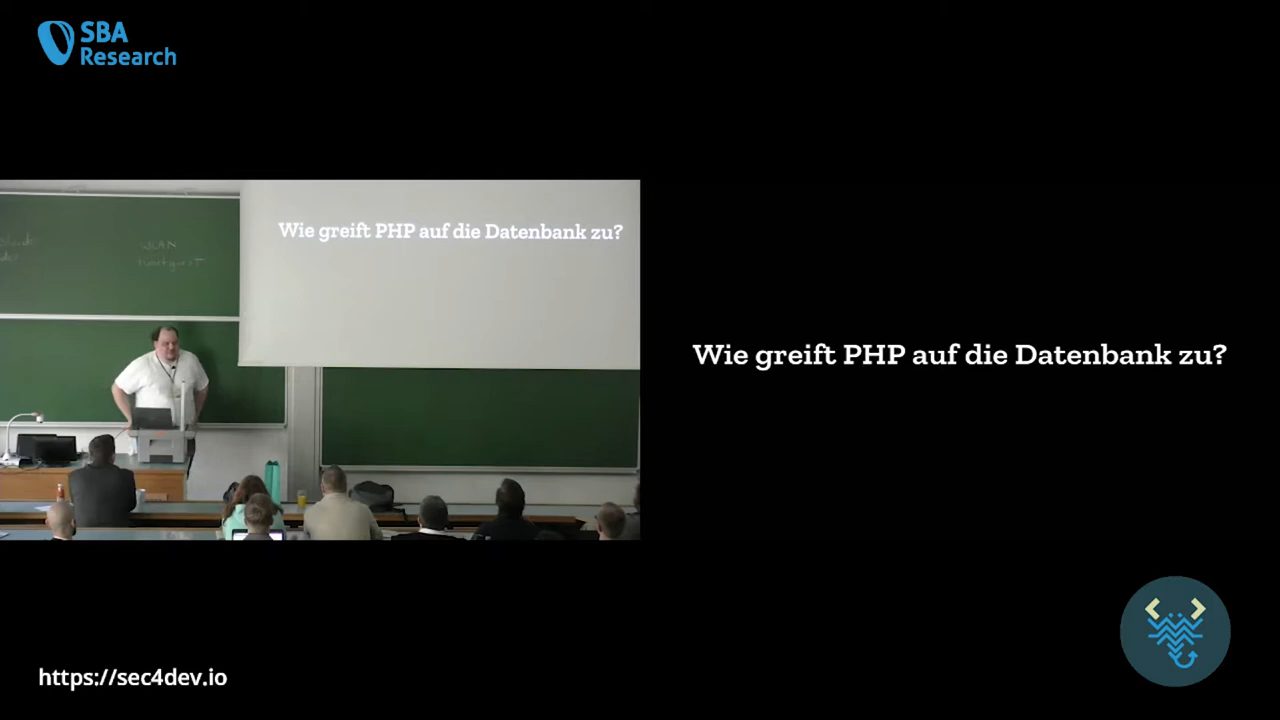 SBA
Research
Wie greift PHP auf die Datenbank zu?
WLAN
Wie greift PHP auf die Datenbank zu?
https://sec4dev.io